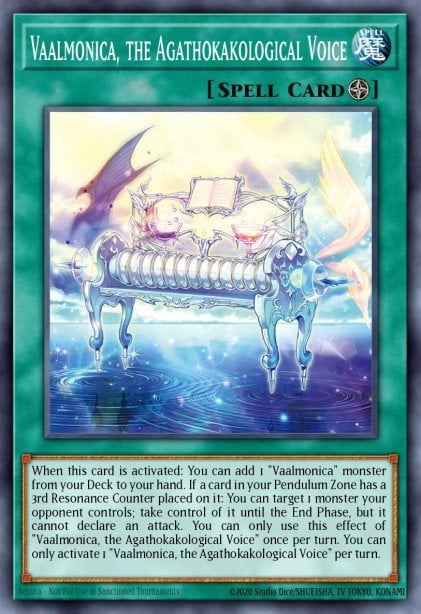 VAALMONICA, THE AGATHOKAKOLOGICAL VOICE
SPELL
魔
[SPELL CARD]
When this card is activated: You can add 1 "Vaalmonica" monster
from your Deck to your hand. If a card in your Pendulum Zone has a
3rd Resonance Counter placed on it: You can target 1 monster your
opponent controls; take control of it until the End Phase, but it
cannot declare an attack. You can only use this effect of
"Vaalmonica, the Agathokakological Voice" once per turn. You can
only activate 1 "Vaalmonica, the Agathokakological Voice" per turn.
Replica - Not For Use in Sanctioned Tournaments
©2020 Studio Dice/SHUEISHA, TV TOKYO, KONAMI